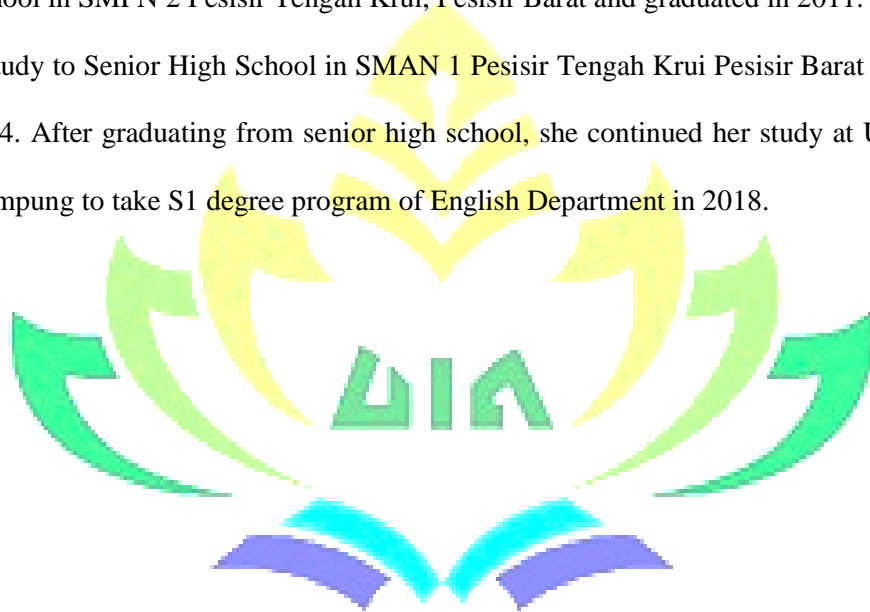 ool in SMPN 2 Pesisir Tengah Krui, Pesisir Barat and graduated in 2011.
tudy to Senior High School in SMAN 1 Pesisir Tengah Krui Pesisir Barat
4. After graduating from senior high school, she continued her study at U
mpung to take S1 degree program of English Department in 2018.
UIN